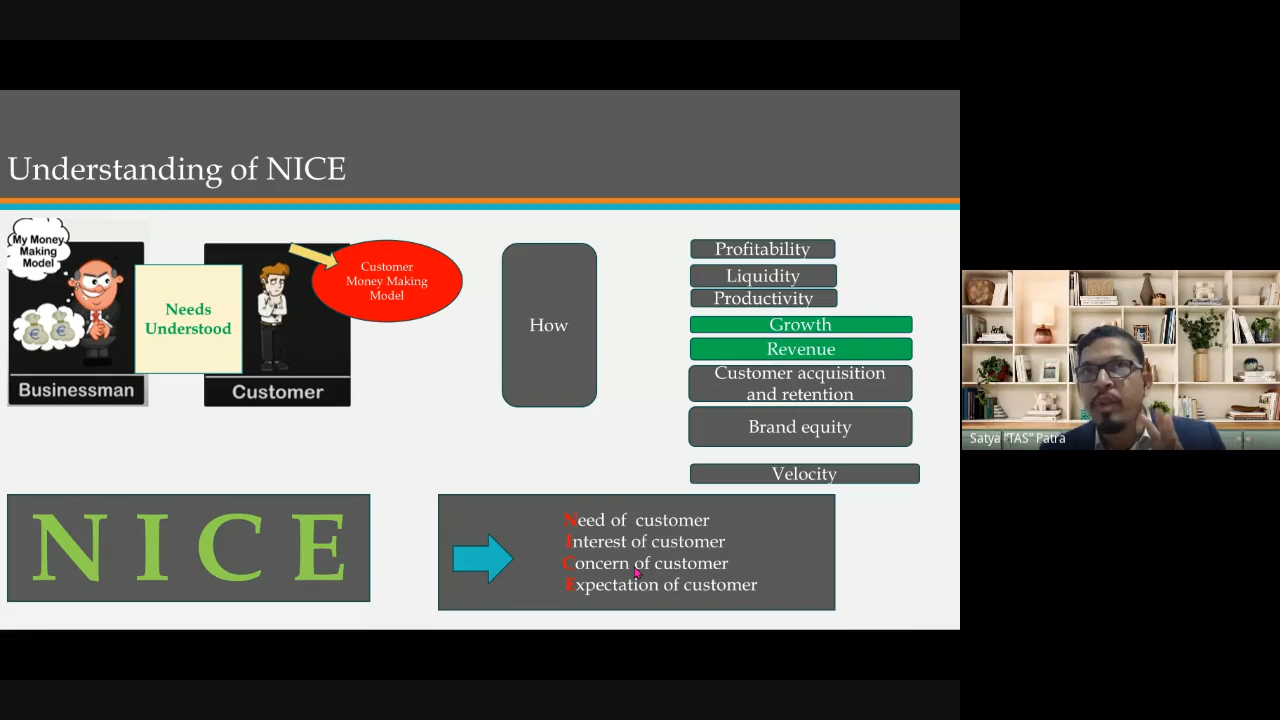 Understanding of NICE
My Money
Making
Model
Businessman
Needs
Understood
Customer
Customer
Money Making
Model
How
Profitability
Liquidity
Productivity
Growth
Revenue
Customer acquisition
and retention
Brand equity
Velocity
N I C E
Need of customer
Interest of customer
Concern of customer
Expectation of customer
Satya "TAS" Patra